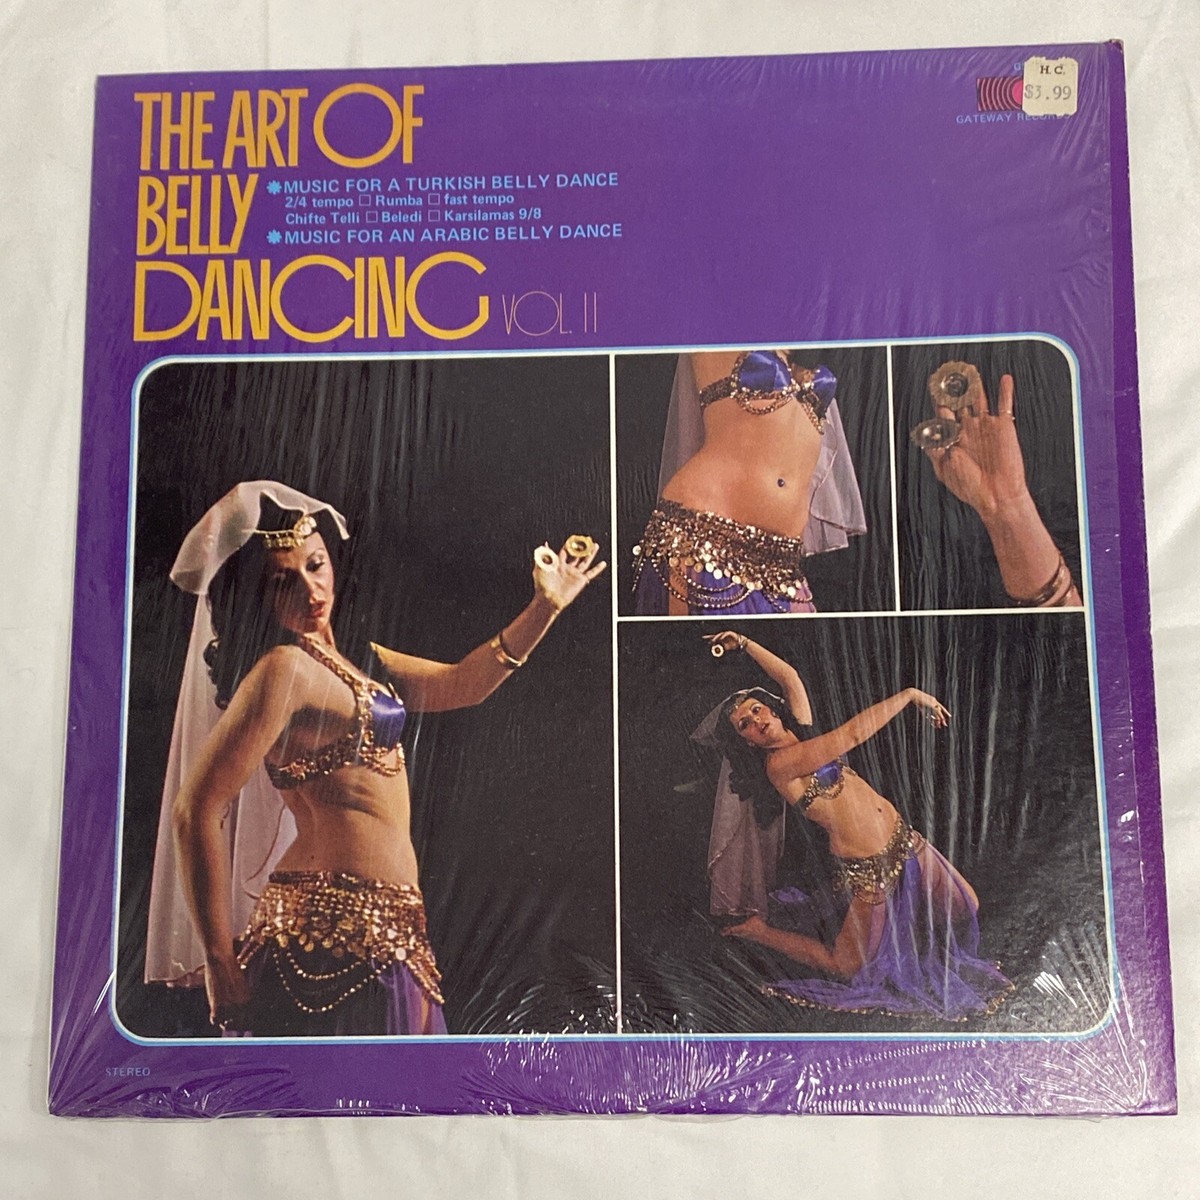 THE ART OF
BELLY
DANCING VOL. II
✷MUSIC FOR A TURKISH BELLY DANCE
2/4 tempo □ Rumba □ fast tempo
Chifte Telli □ Beledi □ Karsilamas 9/8
✷MUSIC FOR AN ARABIC BELLY DANCE
H.C.
$3.99
GATEWAY RECORDS
STEREO